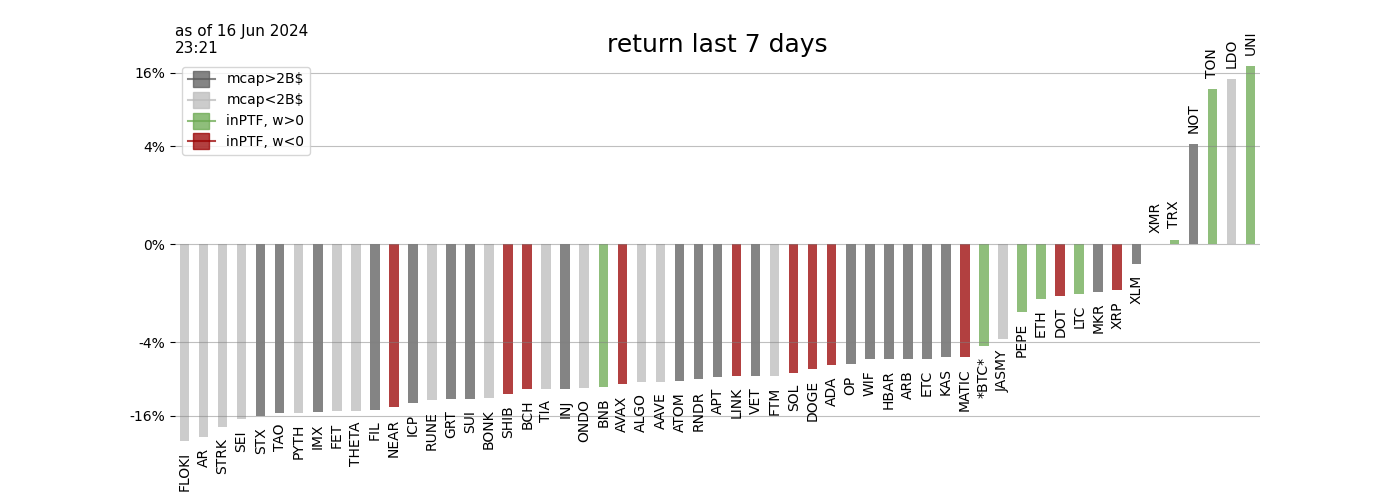 as of 16 Jun 2024
23:21
return last 7 days
mcap>2B$
mcap<2B$
inPTF, w>0
inPTF, w<0
16%
4%
0%
-4%
-16%
FLOKI
AR
STRK
SEI
STX
TAO
PYTH
IMX
FET
THETA
FIL
NEAR
ICP
RUNE
GRT
SUI
BONK
SHIB
BCH
TIA
INJ
ONDO
BNB
AVAX
ALGO
AAVE
ATOM
RNDR
APT
LINK
VET
FTM
SOL
DOGE
ADA
OP
WIF
HBAR
ARB
ETC
KAS
MATIC
*BTC*
JASMY
PEPE
ETH
DOT
LTC
MKR
XRP
XLM
XMR
TRX
NOT
TON
LDO
UNI